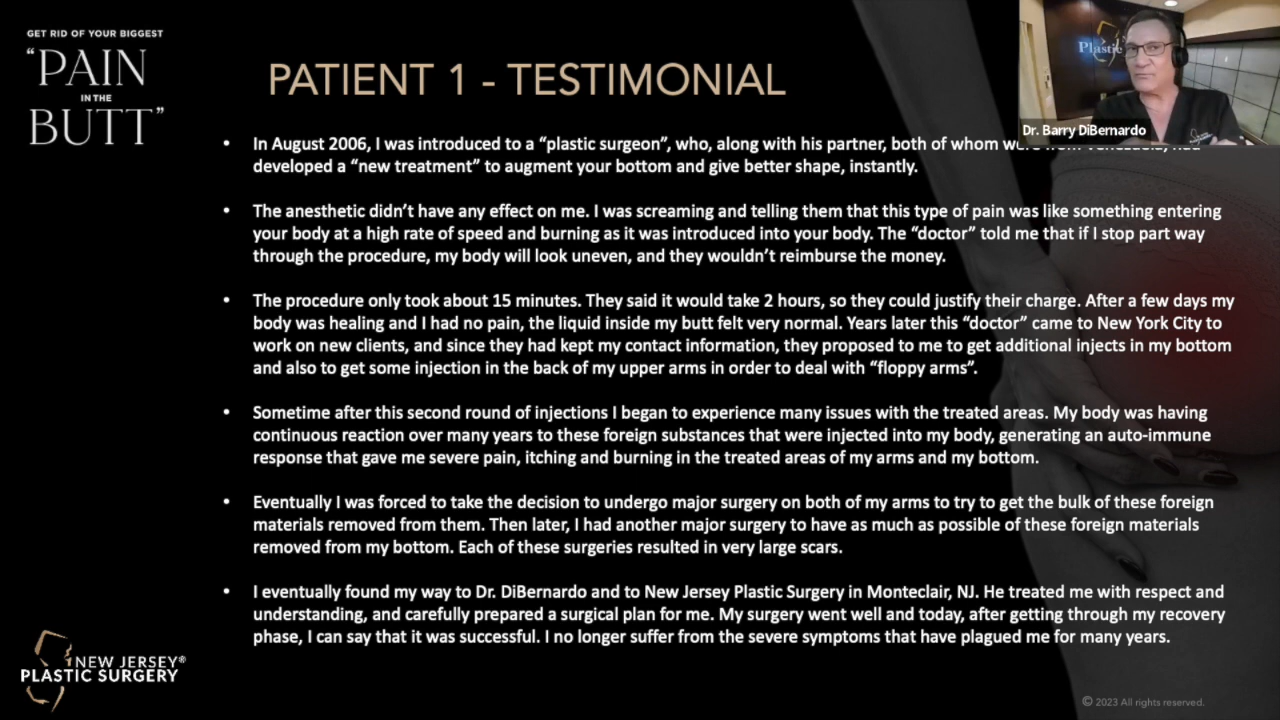 GET RID OF YOUR BIGGEST
“PAIN
IN THE
BUTT”
PATIENT 1 - TESTIMONIAL
Plastic
Dr. Barry DiBernardo
• In August 2006, I was introduced to a “plastic surgeon”, who, along with his partner, both of whom were from Venezuela, had
developed a “new treatment” to augment your bottom and give better shape, instantly.
• The anesthetic didn’t have any effect on me. I was screaming and telling them that this type of pain was like something entering
your body at a high rate of speed and burning as it was introduced into your body. The “doctor” told me that if I stop part way
through the procedure, my body will look uneven, and they wouldn’t reimburse the money.
• The procedure only took about 15 minutes. They said it would take 2 hours, so they could justify their charge. After a few days my
body was healing and I had no pain, the liquid inside my butt felt very normal. Years later this “doctor” came to New York City to
work on new clients, and since they had kept my contact information, they proposed to me to get additional injects in my bottom
and also to get some injection in the back of my upper arms in order to deal with “floppy arms”.
• Sometime after this second round of injections I began to experience many issues with the treated areas. My body was having
continuous reaction over many years to these foreign substances that were injected into my body, generating an auto-immune
response that gave me severe pain, itching and burning in the treated areas of my arms and my bottom.
• Eventually I was forced to take the decision to undergo major surgery on both of my arms to try to get the bulk of these foreign
materials removed from them. Then later, I had another major surgery to have as much as possible of these foreign materials
removed from my bottom. Each of these surgeries resulted in very large scars.
• I eventually found my way to Dr. DiBernardo and to New Jersey Plastic Surgery in Monteclair, NJ. He treated me with respect and
understanding, and carefully prepared a surgical plan for me. My surgery went well and today, after getting through my recovery
phase, I can say that it was successful. I no longer suffer from the severe symptoms that have plagued me for many years.
NEW JERSEY®
PLASTIC SURGERY
© 2023 All rights reserved.